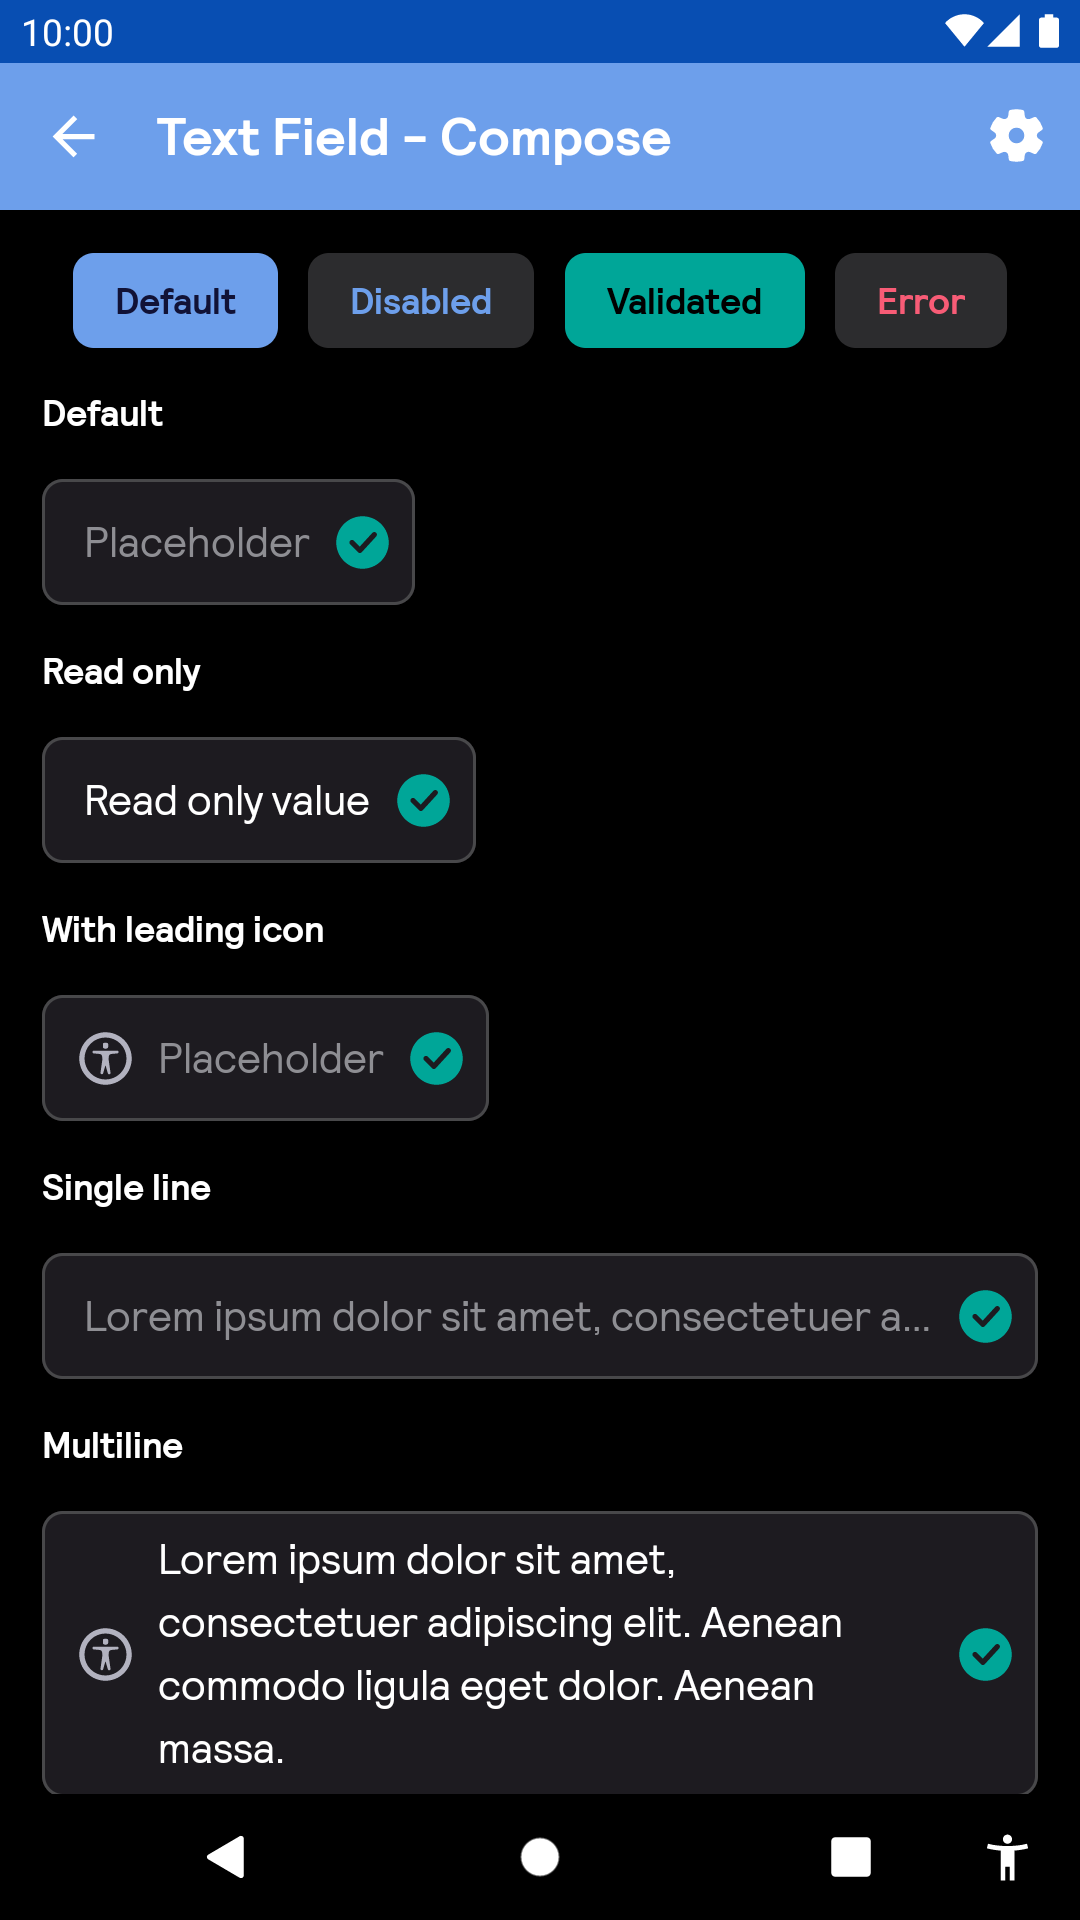 10:00
Text Field - Compose
Default Disabled Validated Error
Default
Placeholder
Read only
Read only value
With leading icon
Placeholder
Single line
Lorem ipsum dolor sit amet, consectetuer a...
Multiline
Lorem ipsum dolor sit amet,
consectetuer adipiscing elit. Aenean
commodo ligula eget dolor. Aenean
massa.